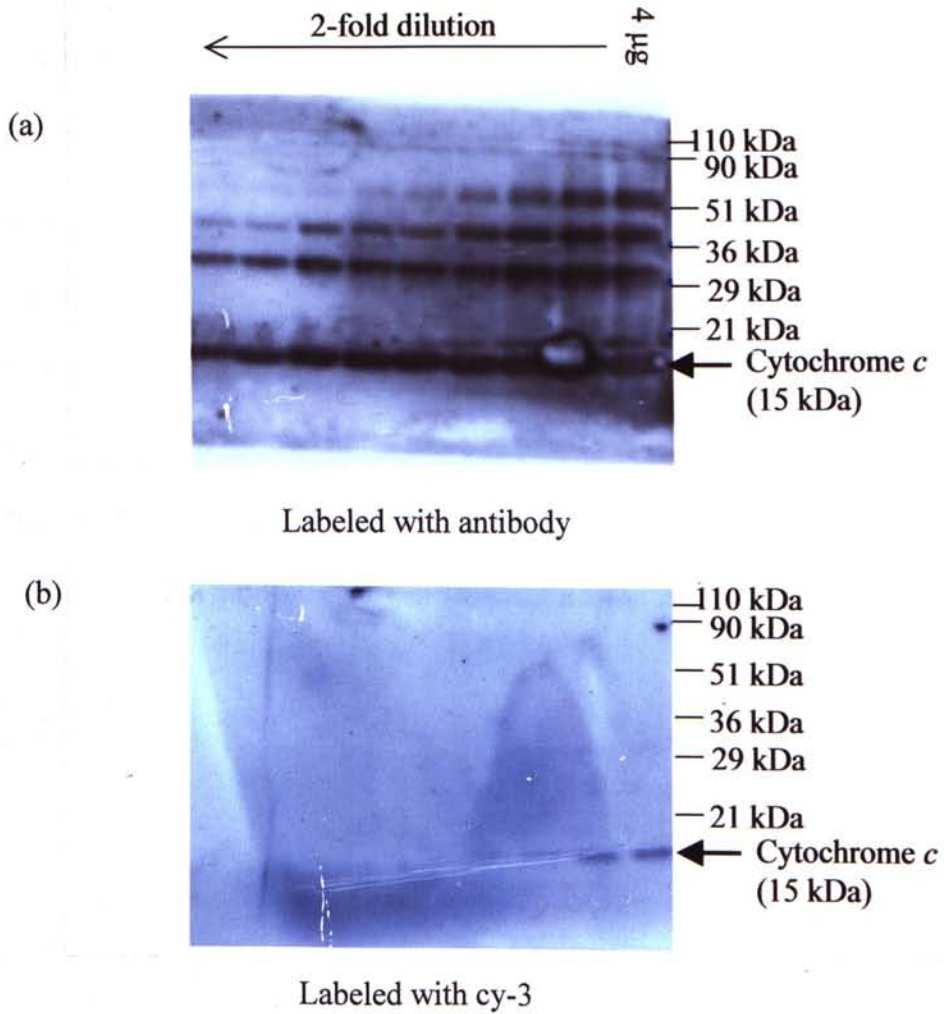 2-fold dilution
4 µg
(a)
110 kDa
90 kDa
51 kDa
36 kDa
29 kDa
21 kDa
Cytochrome c
(15 kDa)
Labeled with antibody
(b)
110 kDa
90 kDa
51 kDa
36 kDa
29 kDa
21 kDa
Cytochrome c
(15 kDa)
Labeled with cy-3